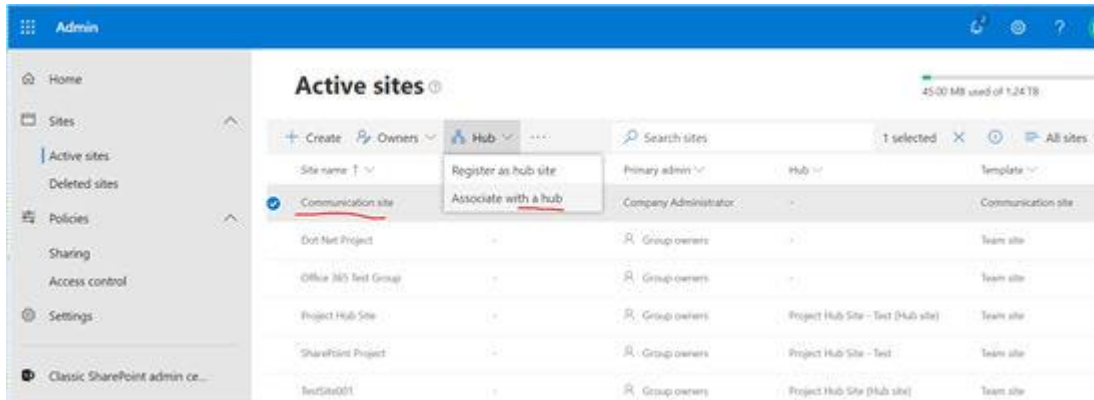 Admin
Home
Sites
Active sites
Deleted sites
Policies
Sharing
Access control
Settings
Classic SharePoint admin ce...
Active sites
45.00 MB used of 1.24 TB
+ Create Owners Hub ... Search sites 1 selected All sites
Register as hub site
Associate with a hub
Site name ↑ Primary admin Hub Template
Communication site Company Administrator - Communication site
Dot Net Project - Group owners - Team site
Office 365 Test Group - Group owners - Team site
Project Hub Site - Group owners Project Hub Site - Test (Hub site) Team site
SharePoint Project - Group owners Project Hub Site - Test Team site
TestSite001 - Group owners Project Hub Site (Hub site) Team site